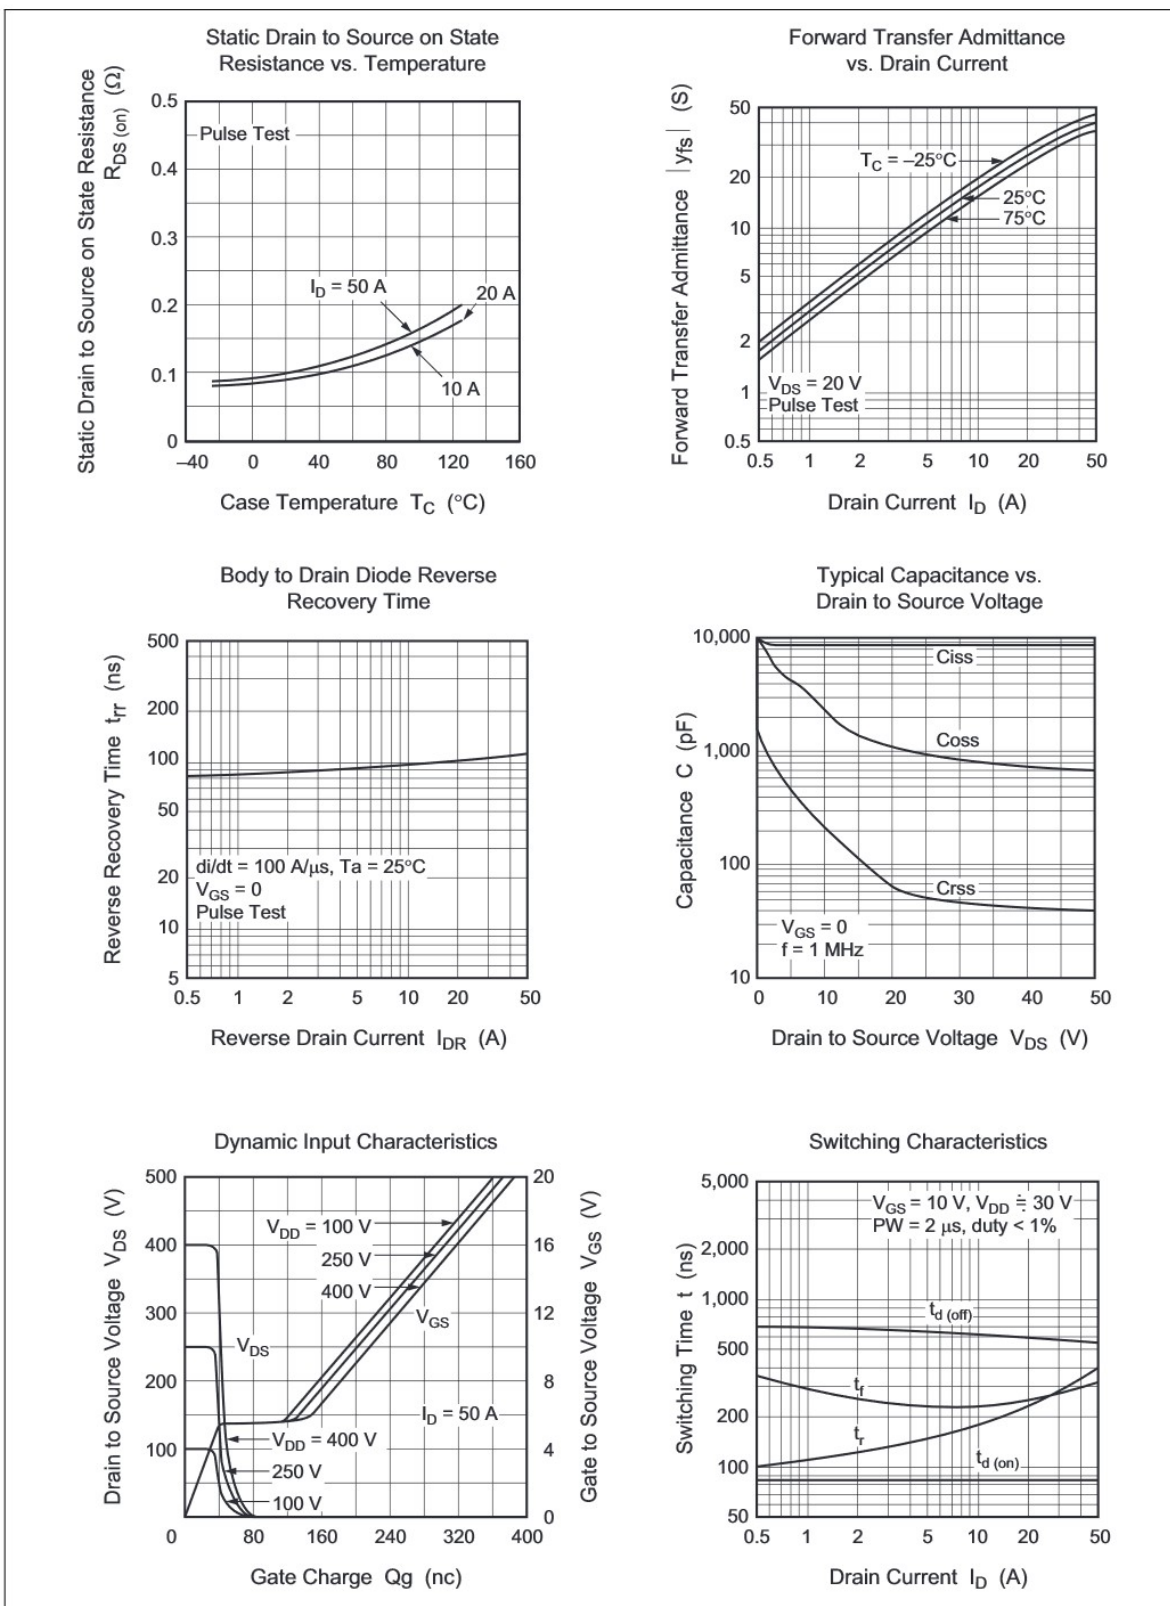 Static Drain to Source on State
Resistance vs. Temperature
Static Drain to Source on State Resistance
RDS (on) (Ω)
0.5
0.4
0.3
0.2
0.1
0
Pulse Test
ID = 50 A
20 A
10 A
–40 0 40 80 120 160
Case Temperature TC (°C)
Forward Transfer Admittance
vs. Drain Current
Forward Transfer Admittance |yfs| (S)
50
20
10
5
2
1
0.5
TC = –25°C
25°C
75°C
VDS = 20 V
Pulse Test
0.5 1 2 5 10 20 50
Drain Current ID (A)
Body to Drain Diode Reverse
Recovery Time
Reverse Recovery Time trr (ns)
500
200
100
50
20
10
5
di/dt = 100 A/μs, Ta = 25°C
VGS = 0
Pulse Test
0.5 1 2 5 10 20 50
Reverse Drain Current IDR (A)
Typical Capacitance vs.
Drain to Source Voltage
Capacitance C (pF)
10,000
1,000
100
10
Ciss
Coss
Crss
VGS = 0
f = 1 MHz
0 10 20 30 40 50
Drain to Source Voltage VDS (V)
Dynamic Input Characteristics
Drain to Source Voltage VDS (V)
500
400
300
200
100
0
VDD = 100 V
250 V
400 V
VGS
VDS
ID = 50 A
VDD = 400 V
250 V
100 V
20
16
12
8
4
0
Gate to Source Voltage VGS (V)
80 160 240 320 400
Gate Charge Qg (nc)
Switching Characteristics
Switching Time t (ns)
5,000
2,000
1,000
500
200
100
50
VGS = 10 V, VDD ≒ 30 V
PW = 2 μs, duty < 1%
td (off)
tf
tr
td (on)
0.5 1 2 5 10 20 50
Drain Current ID (A)